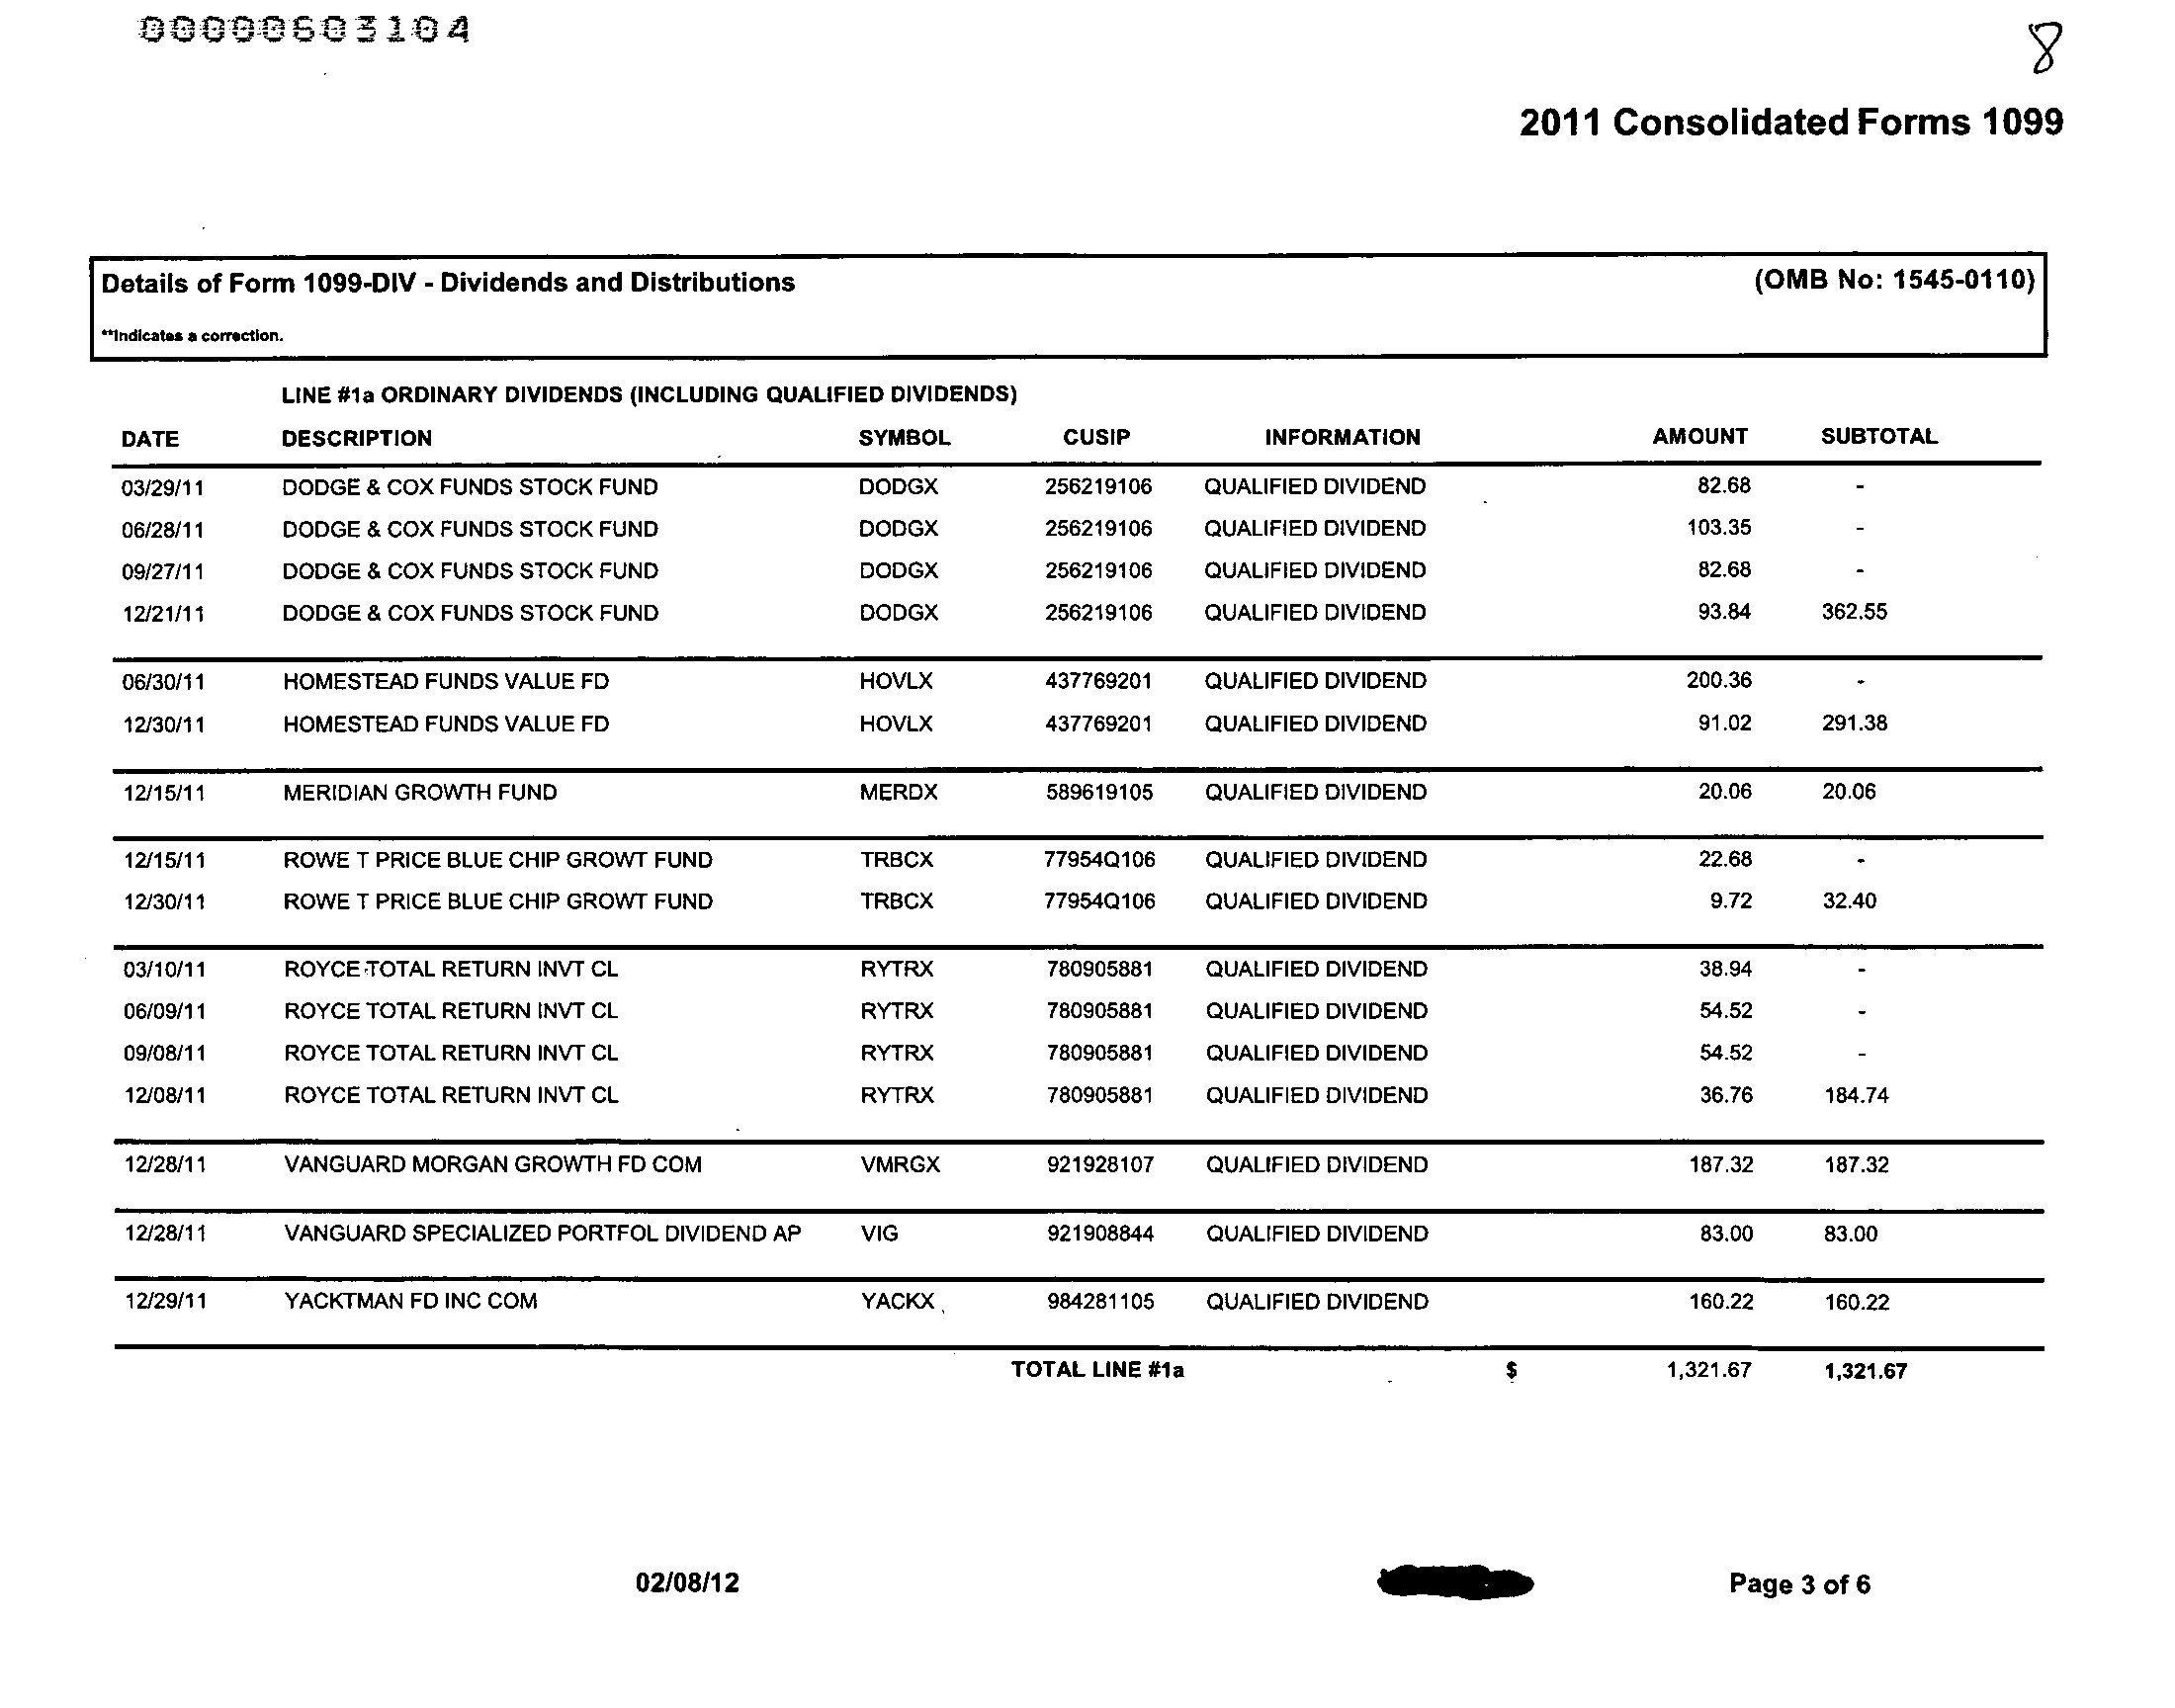 00000603104
8
2011 Consolidated Forms 1099
Details of Form 1099-DIV - Dividends and Distributions (OMB No: 1545-0110)
**Indicates a correction.
LINE #1a ORDINARY DIVIDENDS (INCLUDING QUALIFIED DIVIDENDS)
DATE DESCRIPTION SYMBOL CUSIP INFORMATION AMOUNT SUBTOTAL
03/29/11 DODGE & COX FUNDS STOCK FUND DODGX 256219106 QUALIFIED DIVIDEND 82.68 -
06/28/11 DODGE & COX FUNDS STOCK FUND DODGX 256219106 QUALIFIED DIVIDEND 103.35 -
09/27/11 DODGE & COX FUNDS STOCK FUND DODGX 256219106 QUALIFIED DIVIDEND 82.68 -
12/21/11 DODGE & COX FUNDS STOCK FUND DODGX 256219106 QUALIFIED DIVIDEND 93.84 362.55
06/30/11 HOMESTEAD FUNDS VALUE FD HOVLX 437769201 QUALIFIED DIVIDEND 200.36 -
12/30/11 HOMESTEAD FUNDS VALUE FD HOVLX 437769201 QUALIFIED DIVIDEND 91.02 291.38
12/15/11 MERIDIAN GROWTH FUND MERDX 589619105 QUALIFIED DIVIDEND 20.06 20.06
12/15/11 ROWE T PRICE BLUE CHIP GROWT FUND TRBCX 77954Q106 QUALIFIED DIVIDEND 22.68 -
12/30/11 ROWE T PRICE BLUE CHIP GROWT FUND TRBCX 77954Q106 QUALIFIED DIVIDEND 9.72 32.40
03/10/11 ROYCE TOTAL RETURN INVT CL RYTRX 780905881 QUALIFIED DIVIDEND 38.94 -
06/09/11 ROYCE TOTAL RETURN INVT CL RYTRX 780905881 QUALIFIED DIVIDEND 54.52 -
09/08/11 ROYCE TOTAL RETURN INVT CL RYTRX 780905881 QUALIFIED DIVIDEND 54.52 -
12/08/11 ROYCE TOTAL RETURN INVT CL RYTRX 780905881 QUALIFIED DIVIDEND 36.76 184.74
12/28/11 VANGUARD MORGAN GROWTH FD COM VMRGX 921928107 QUALIFIED DIVIDEND 187.32 187.32
12/28/11 VANGUARD SPECIALIZED PORTFOL DIVIDEND AP VIG 921908844 QUALIFIED DIVIDEND 83.00 83.00
12/29/11 YACKTMAN FD INC COM YACKX 984281105 QUALIFIED DIVIDEND 160.22 160.22
TOTAL LINE #1a $ 1,321.67 1,321.67
02/08/12 Page 3 of 6